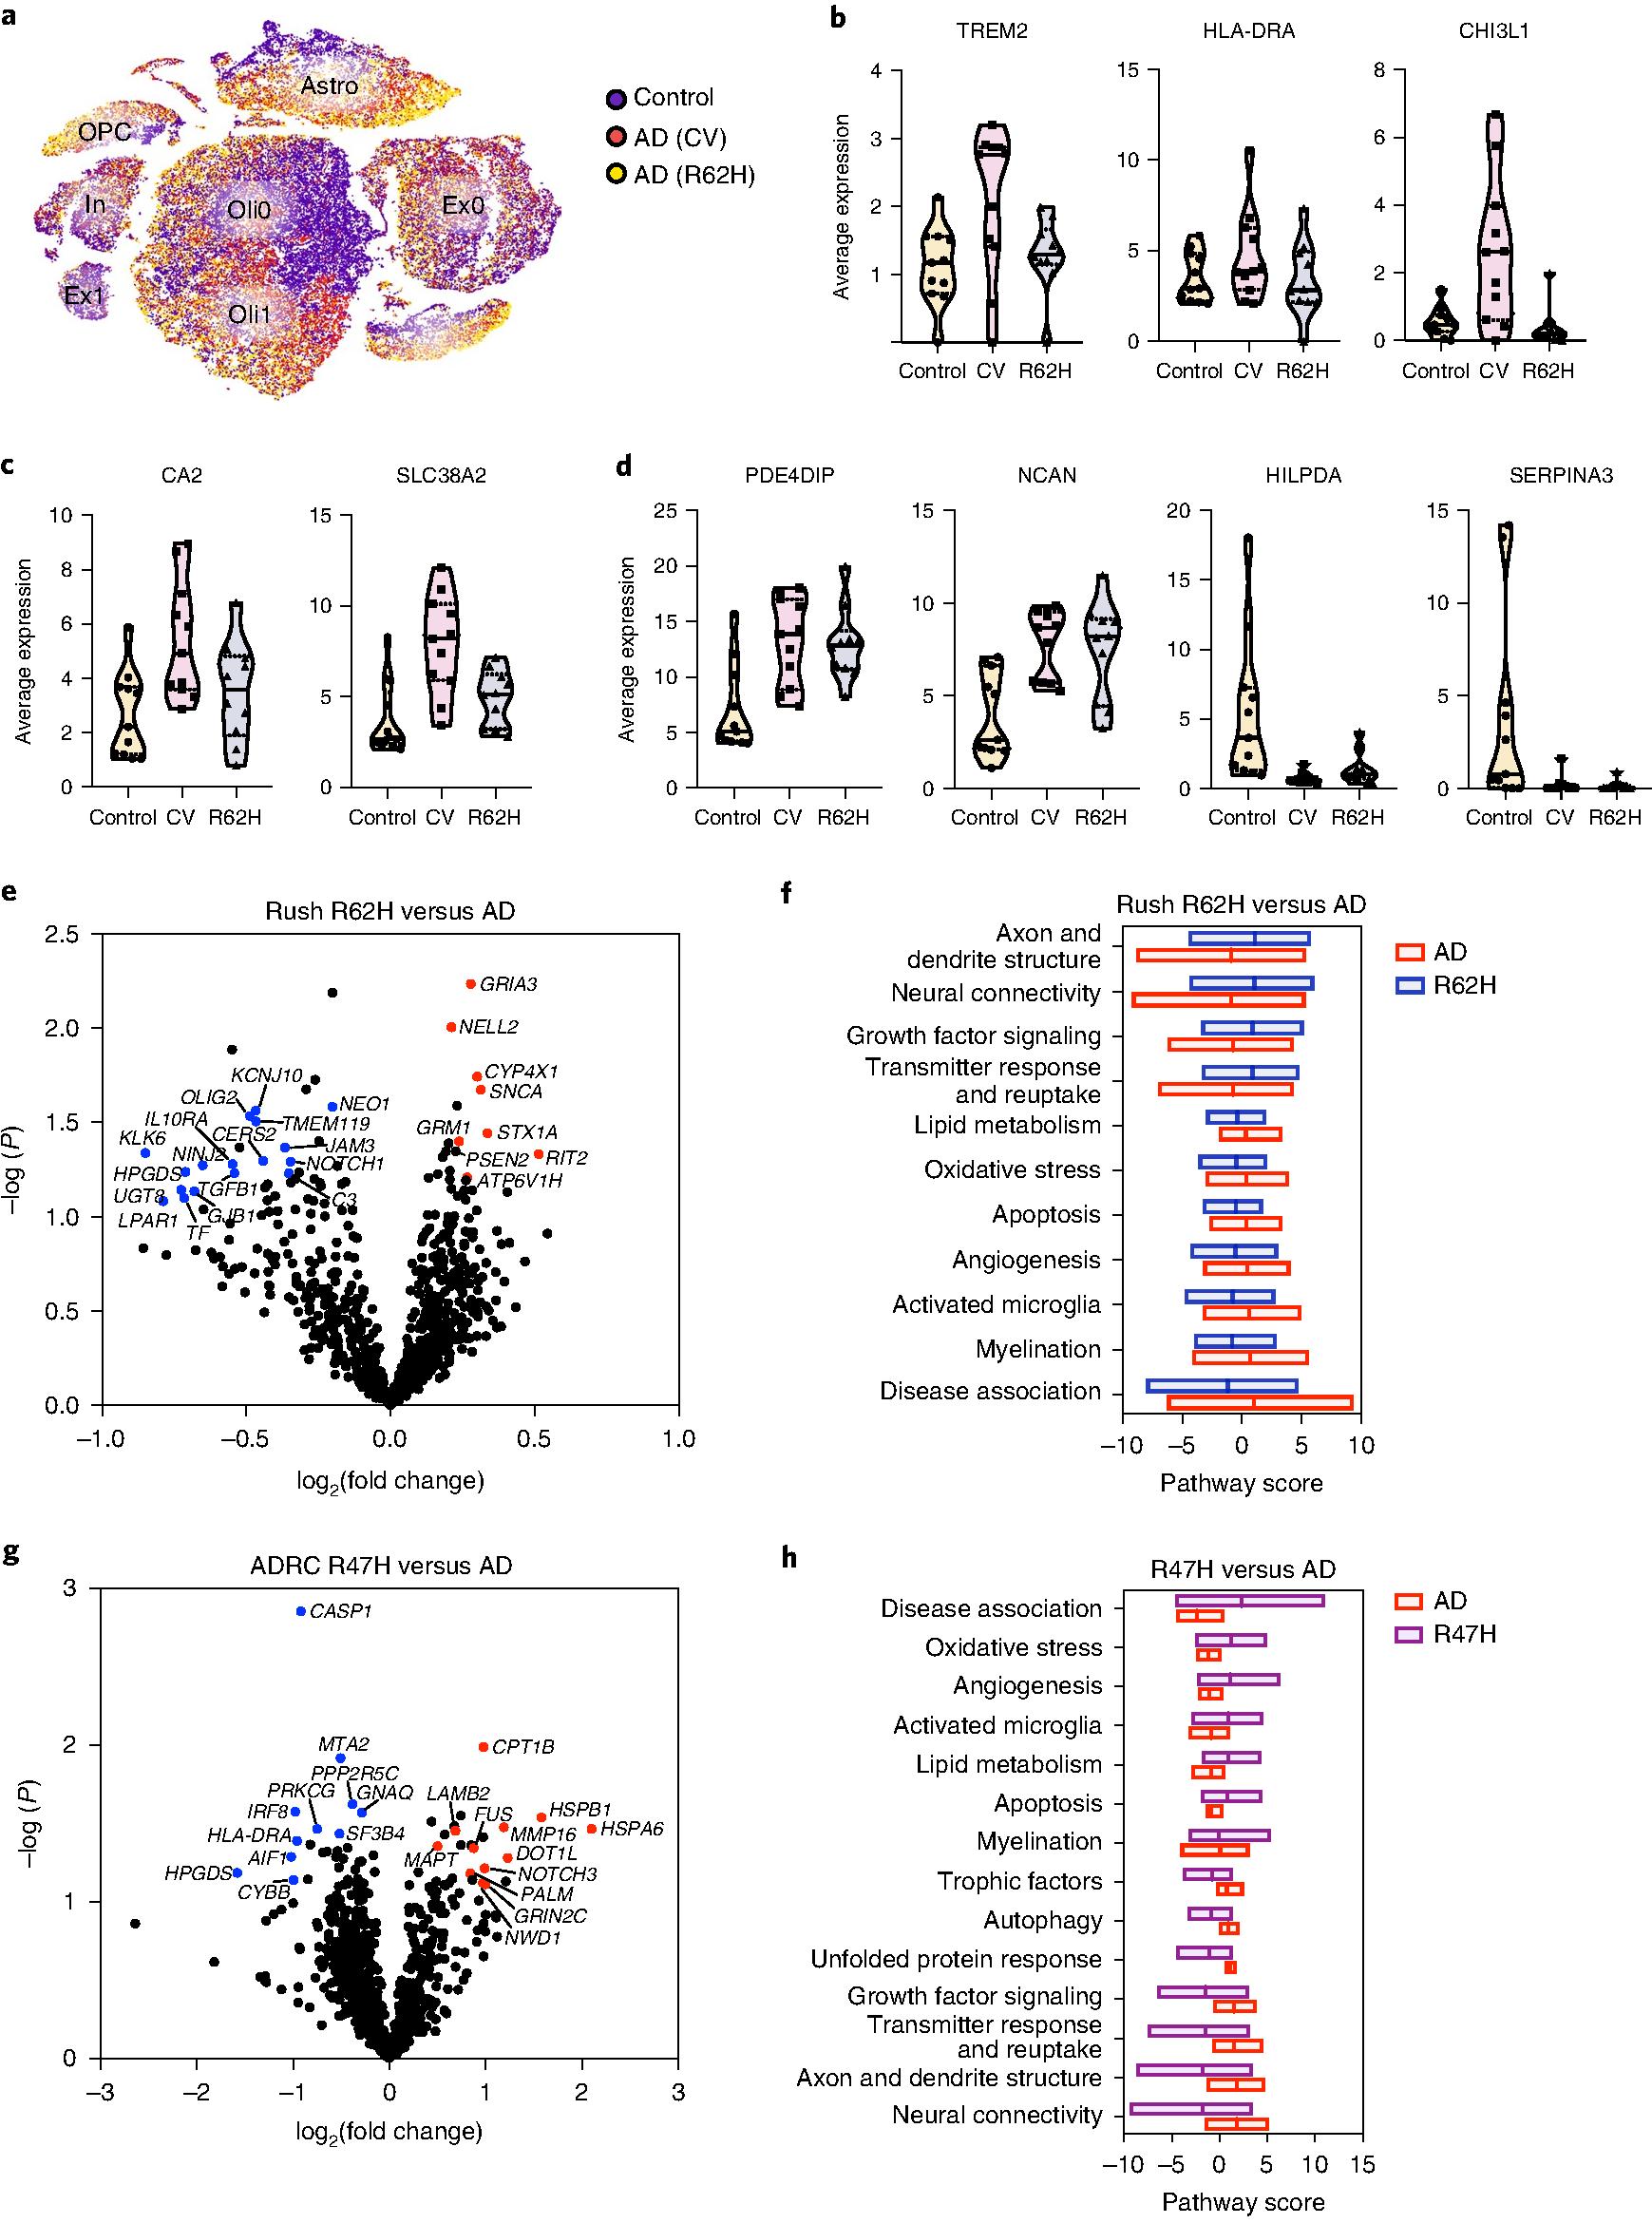 a
Astro
OPC
In
Oli0
Ex0
Ex1
Oli1
Control
AD (CV)
AD (R62H)
b
TREM2
HLA-DRA
CHI3L1
Average expression
4
3
2
1
15
10
5
0
8
6
4
2
0
Control CV R62H
Control CV R62H
Control CV R62H
c
CA2
SLC38A2
Average expression
10
8
6
4
2
0
15
10
5
0
Control CV R62H
Control CV R62H
d
PDE4DIP
NCAN
HILPDA
SERPINA3
Average expression
25
20
15
10
5
0
15
10
5
0
20
15
10
5
0
15
10
5
0
Control CV R62H
Control CV R62H
Control CV R62H
Control CV R62H
e
Rush R62H versus AD
–log (P)
2.5
2.0
1.5
1.0
0.5
0.0
GRIA3
NELL2
CYP4X1
SNCA
KCNJ10
OLIG2
NEO1
IL10RA
TMEM119
CERS2
GRM1
STX1A
KLK6
NINJ2
JAM3
NOTCH1
PSEN2
RIT2
HPGDS
TGFB1
ATP6V1H
UGT8
C3
GJB1
LPAR1
TF
–1.0 –0.5 0.0 0.5 1.0
log2(fold change)
f
Rush R62H versus AD
Axon and
dendrite structure
Neural connectivity
Growth factor signaling
Transmitter response
and reuptake
Lipid metabolism
Oxidative stress
Apoptosis
Angiogenesis
Activated microglia
Myelination
Disease association
AD
R62H
–10 –5 0 5 10
Pathway score
g
ADRC R47H versus AD
–log (P)
3
2
1
0
CASP1
MTA2
CPT1B
PPP2R5C
PRKCG
GNAQ
LAMB2
IRF8
FUS
HSPB1
HSPA6
HLA-DRA
SF3B4
MMP16
AIF1
MAPT
DOT1L
HPGDS
NOTCH3
CYBB
PALM
GRIN2C
NWD1
–3 –2 –1 0 1 2 3
log2(fold change)
h
R47H versus AD
Disease association
Oxidative stress
Angiogenesis
Activated microglia
Lipid metabolism
Apoptosis
Myelination
Trophic factors
Autophagy
Unfolded protein response
Growth factor signaling
Transmitter response
and reuptake
Axon and dendrite structure
Neural connectivity
AD
R47H
–10 –5 0 5 10 15
Pathway score